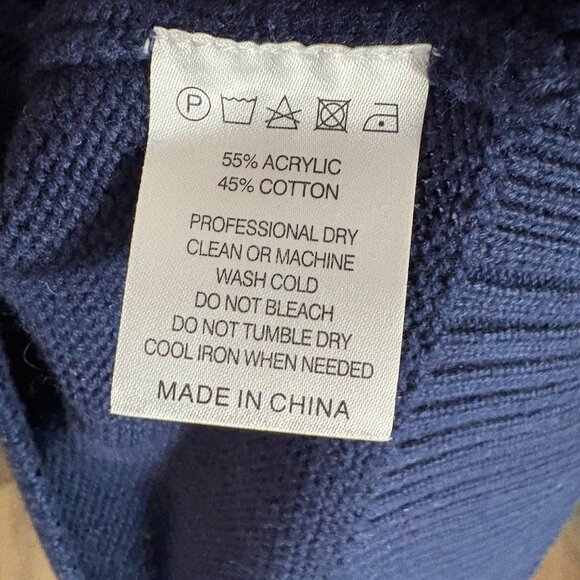 P
55% ACRYLIC
45% COTTON
PROFESSIONAL DRY
CLEAN OR MACHINE
WASH COLD
DO NOT BLEACH
DO NOT TUMBLE DRY
COOL IRON WHEN NEEDED
MADE IN CHINA